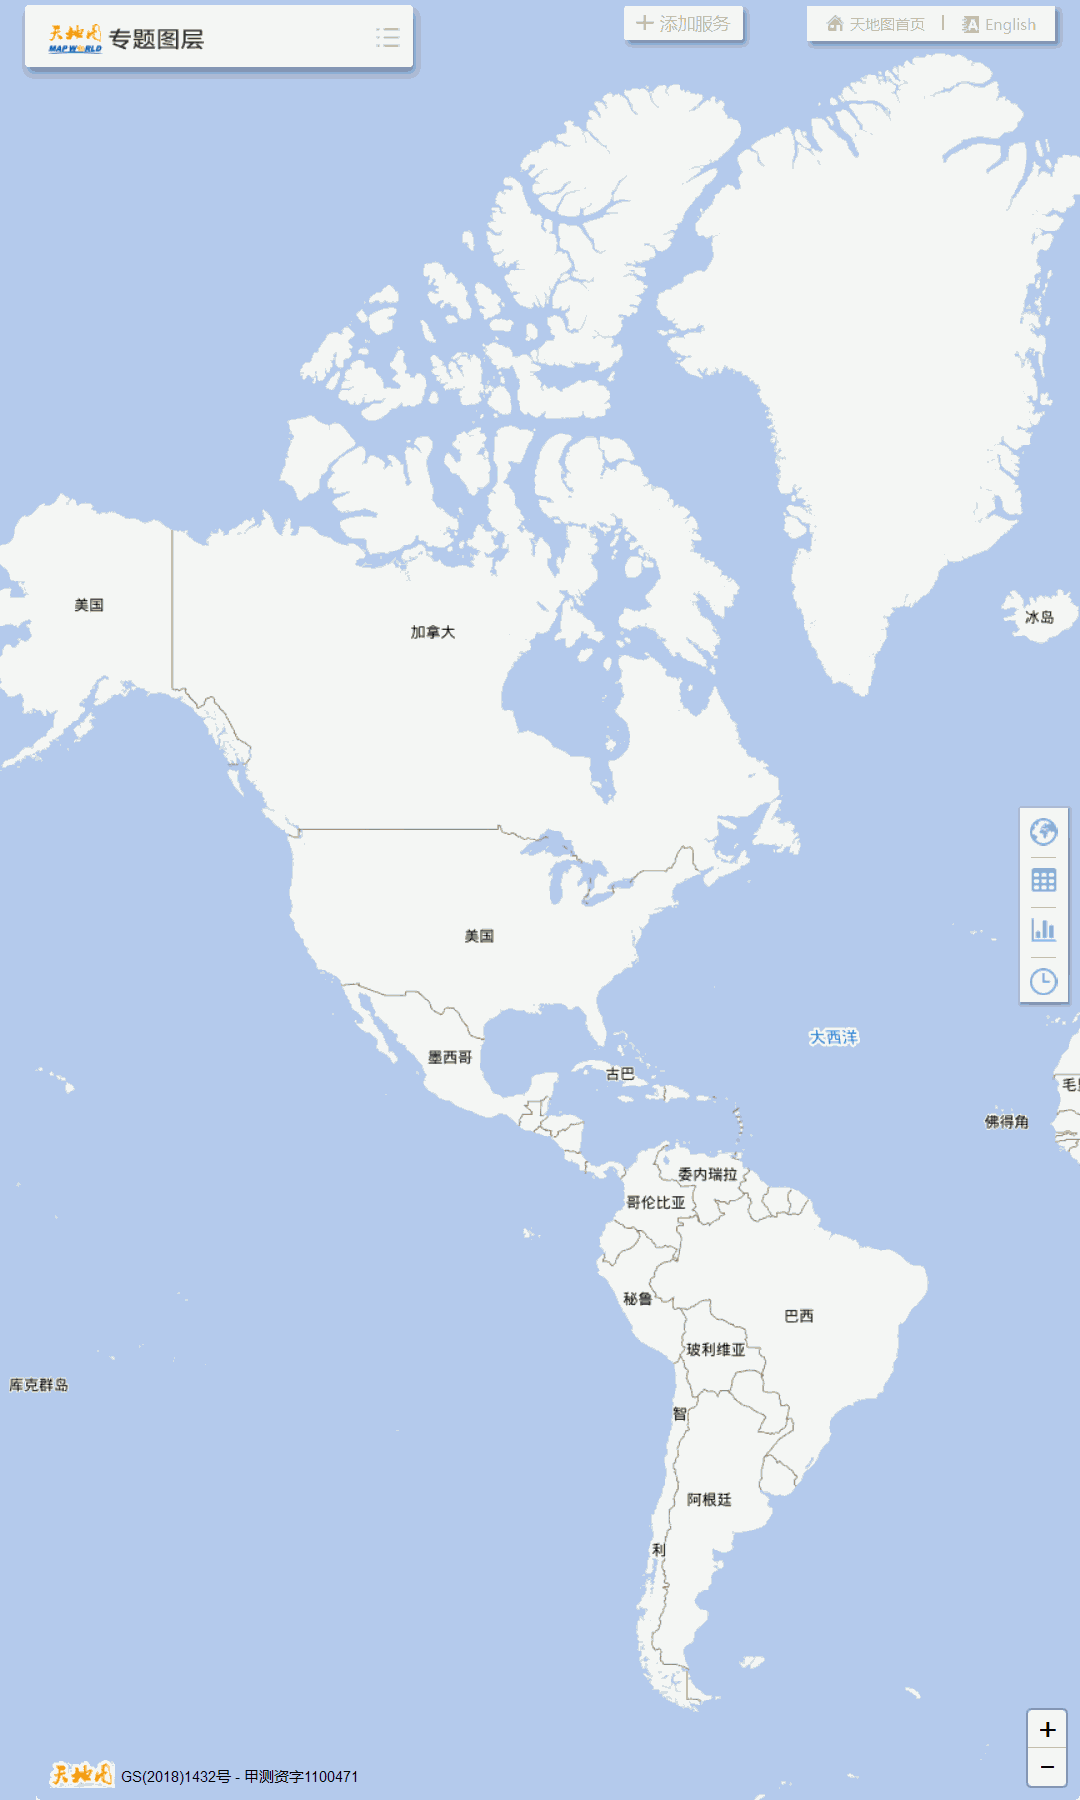 天地图 专题图层
MAP WORLD
添加服务
天地图首页 | English
美国
加拿大
冰岛
美国
大西洋
墨西哥
古巴
佛得角
委内瑞拉
哥伦比亚
秘鲁
巴西
玻利维亚
库克群岛
智
阿根廷
利
+
−
天地图 GS(2018)1432号 - 甲测资字1100471